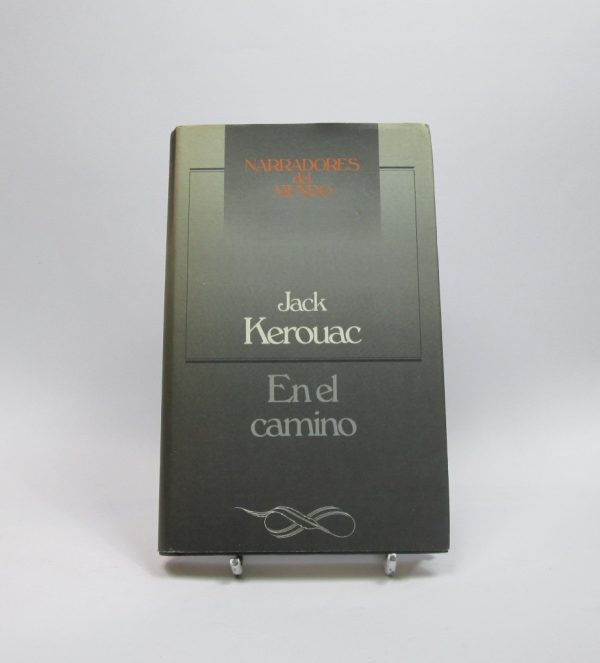 NARRADORES
del
MUNDO
Jack
Kerouac
En el
camino